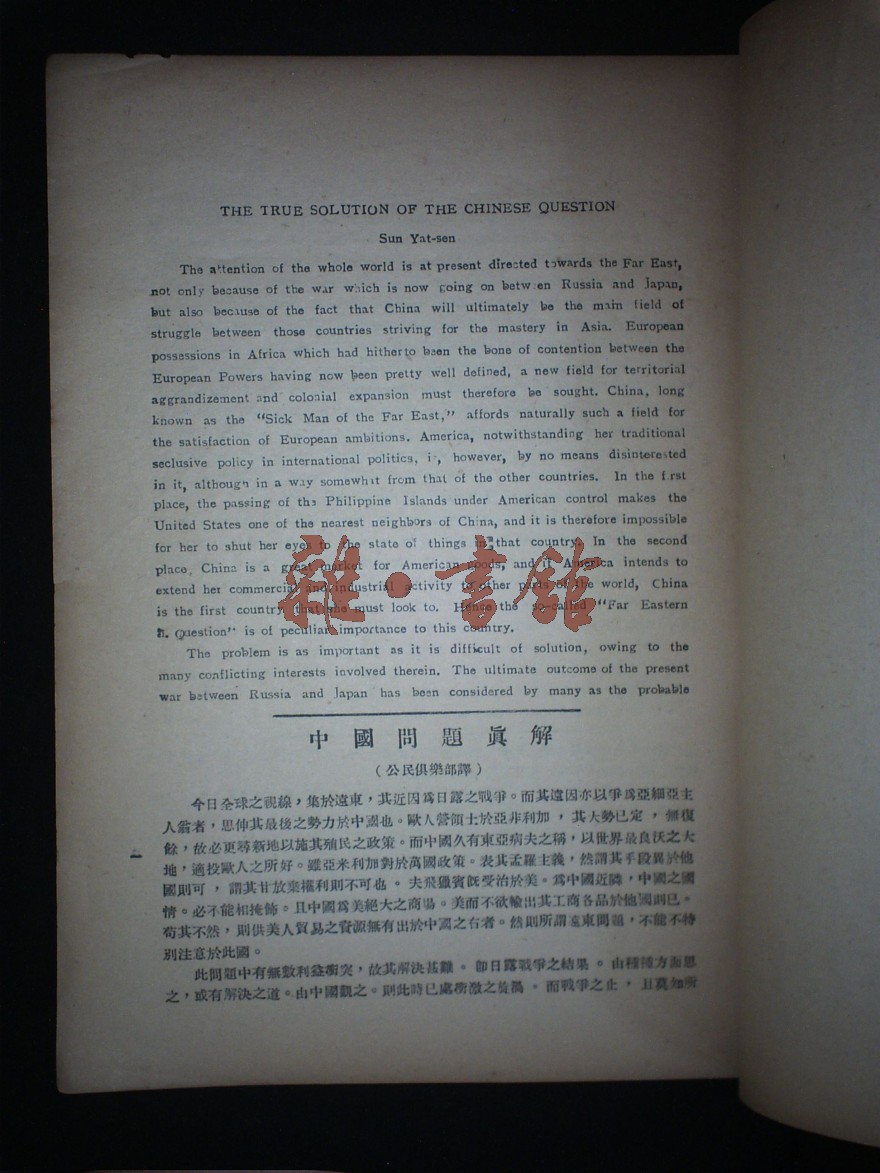 THE TRUE SOLUTION OF THE CHINESE QUESTION
Sun Yat-sen
The attention of the whole world is at present directed towards the Far East,
not only because of the war which is now going on between Russia and Japan,
but also because of the fact that China will ultimately be the main field of
struggle between those countries striving for the mastery in Asia. European
possessions in Africa which had hitherto been the bone of contention between the
European Powers having now been pretty well defined, a new field for territorial
aggrandizement and colonial expansion must therefore be sought. China, long
known as the “Sick Man of the Far East,” affords naturally such a field for
the satisfaction of European ambitions. America, notwithstanding her traditional
seclusive policy in international politics, is, however, by no means disinterested
in it, although in a way somewhat from that of the other countries. In the first
place, the passing of the Philippine Islands under American control makes the
United States one of the nearest neighbors of China, and it is therefore impossible
for her to shut her eyes to the state of things in that country. In the second
place, China is a great market for American goods, and if America intends to
extend her commercial and industrial activity to other parts of the world, China
is the first country that she must look to. Hence the so-called “Far Eastern
Question” is of peculiar importance to this country.
The problem is as important as it is difficult of solution, owing to the
many conflicting interests involved therein. The ultimate outcome of the present
war between Russia and Japan has been considered by many as the probable
中國問題眞解
（公民俱樂部譯）
今日全球之視線，集於遠東，其近因爲日露之戰爭。而其遠因亦以爭爲亞細亞主
人翁者，思伸其最後之勢力於中國也。歐人營領土於亞非利加，其大勢已定，無復
餘，故必更尋新地以施其殖民之政策。而中國久有東亞病夫之稱，以世界最良沃之大
地，適投歐人之所好。雖亞米利加對於萬國政策。表其孟羅主義，然謂其手段異於他
國則可，謂其甘放棄權利則不可也。夫飛獵賓旣受治於美。爲中國近隣，中國之國
情。必不能相掩飾。且中國爲美絕大之商場。美而不欲輸出其工商各品於他國則已。
苟其不然，則供美人貿易之資源無有出於中國之右者。然則所謂遠東問題，不能不特
別注意於此國。
此問題中有無數利益衝突，故其解決甚難。卽日露戰爭之結果。由種種方面思
之，或有解決之道。由中國觀之。則此時已處衝激之旋渦。而戰爭之止，且莫知所
雜·書館